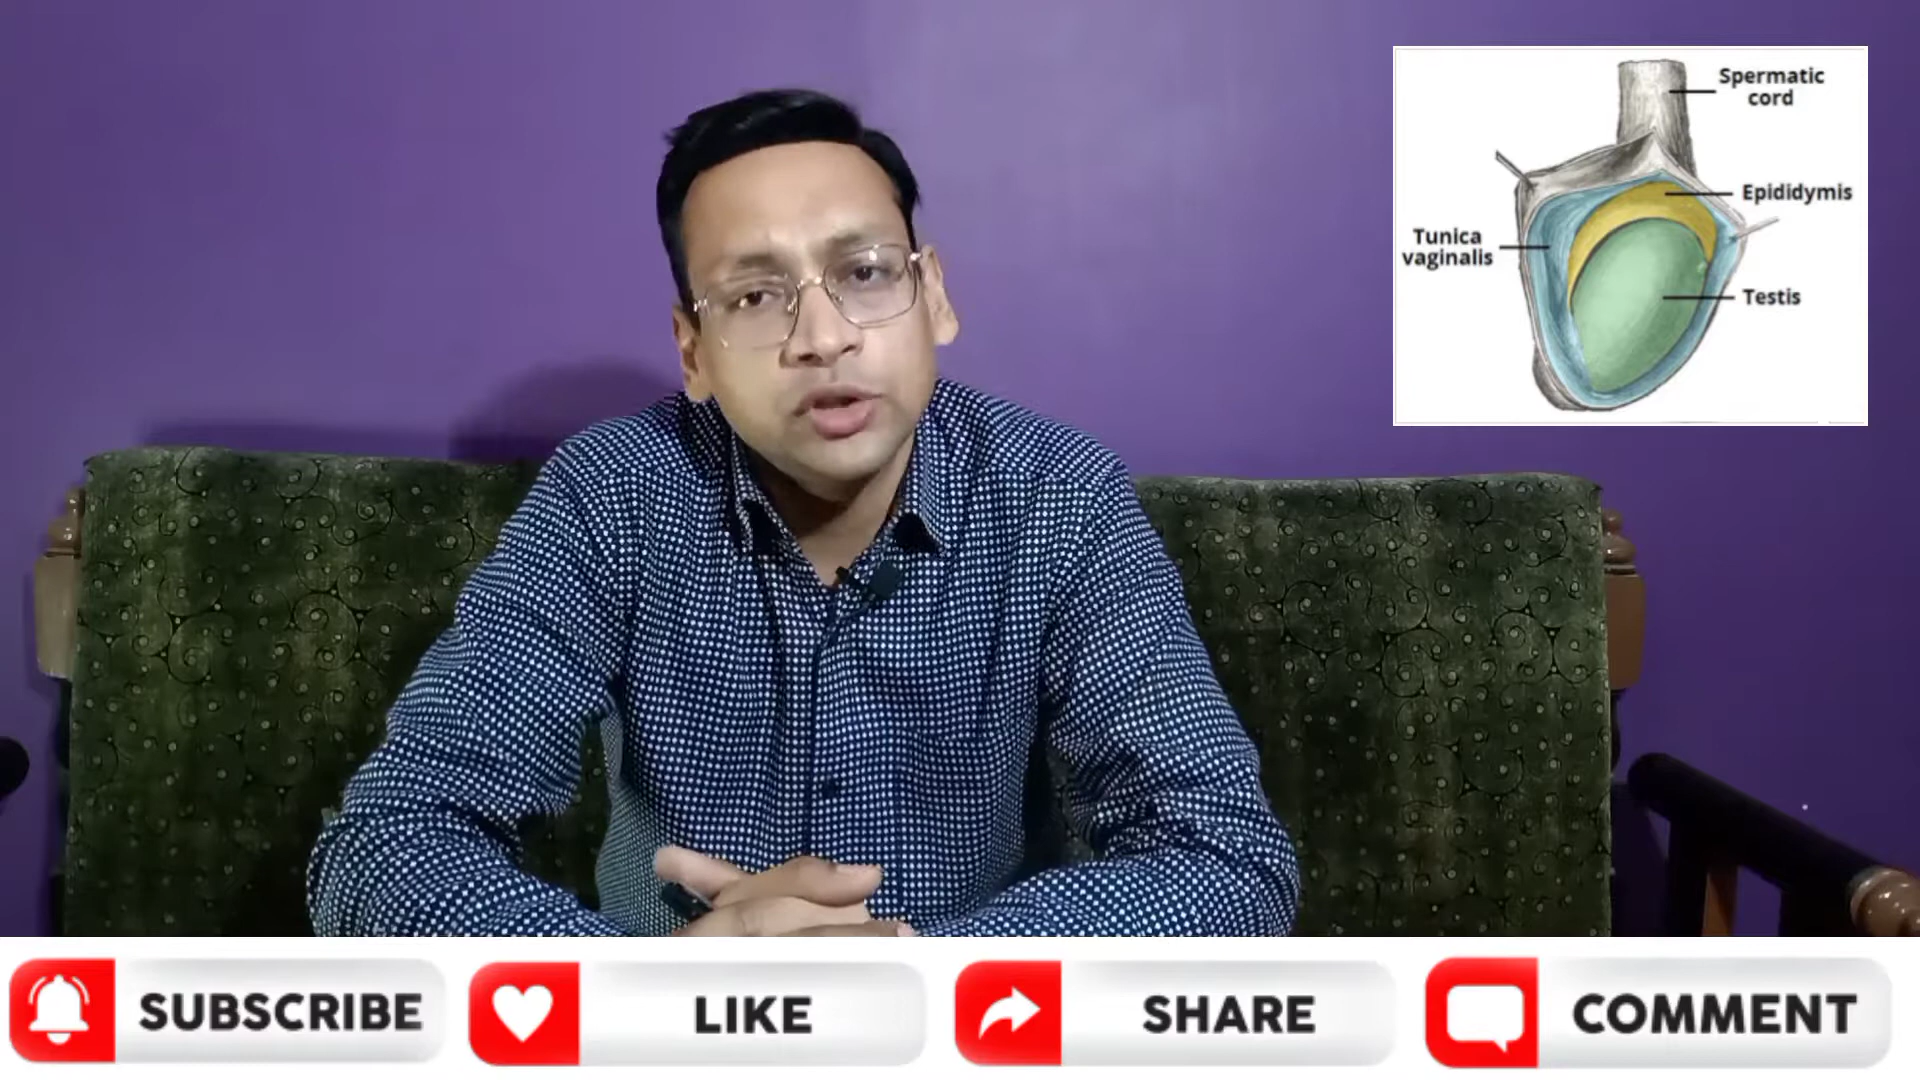 Spermatic
cord
Epididymis
Tunica
vaginalis
Testis
SUBSCRIBE
LIKE
SHARE
COMMENT